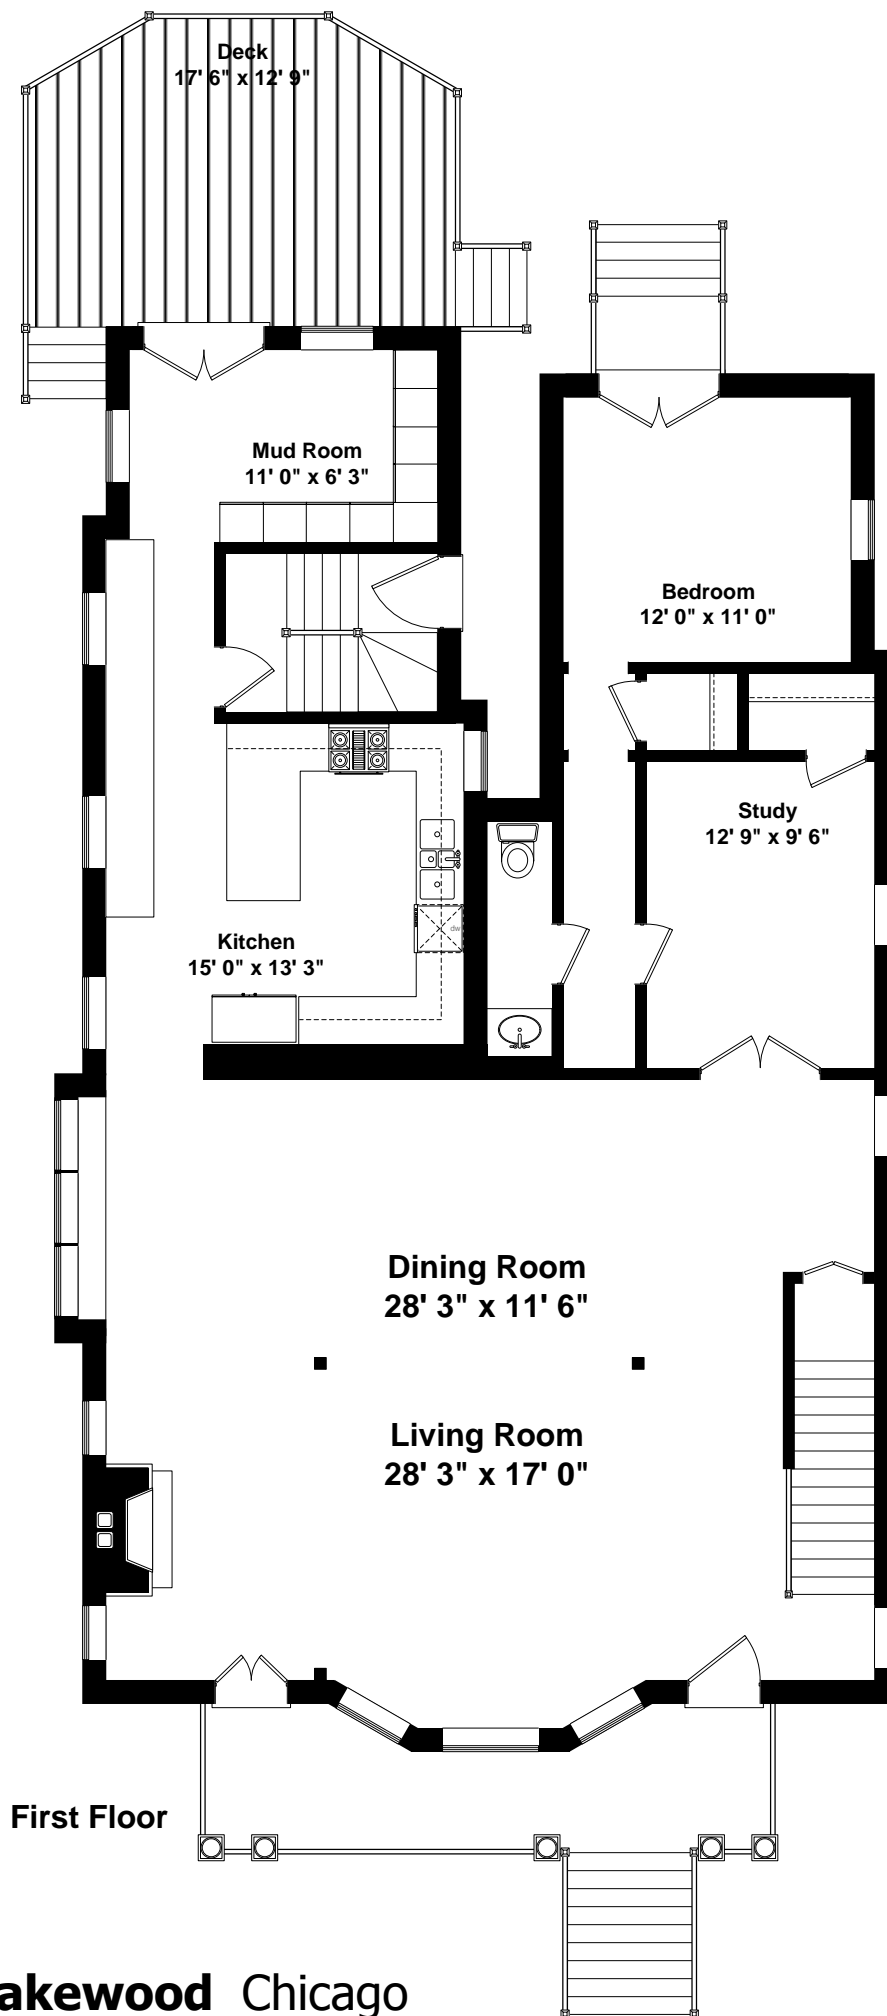 Deck
17' 6" x 12' 9"
Mud Room
11' 0" x 6' 3"
Bedroom
12' 0" x 11' 0"
Study
12' 9" x 9' 6"
dw
Kitchen
15' 0" x 13' 3"
Dining Room
28' 3" x 11' 6"
Living Room
28' 3" x 17' 0"
First Floor
akewood Chicago